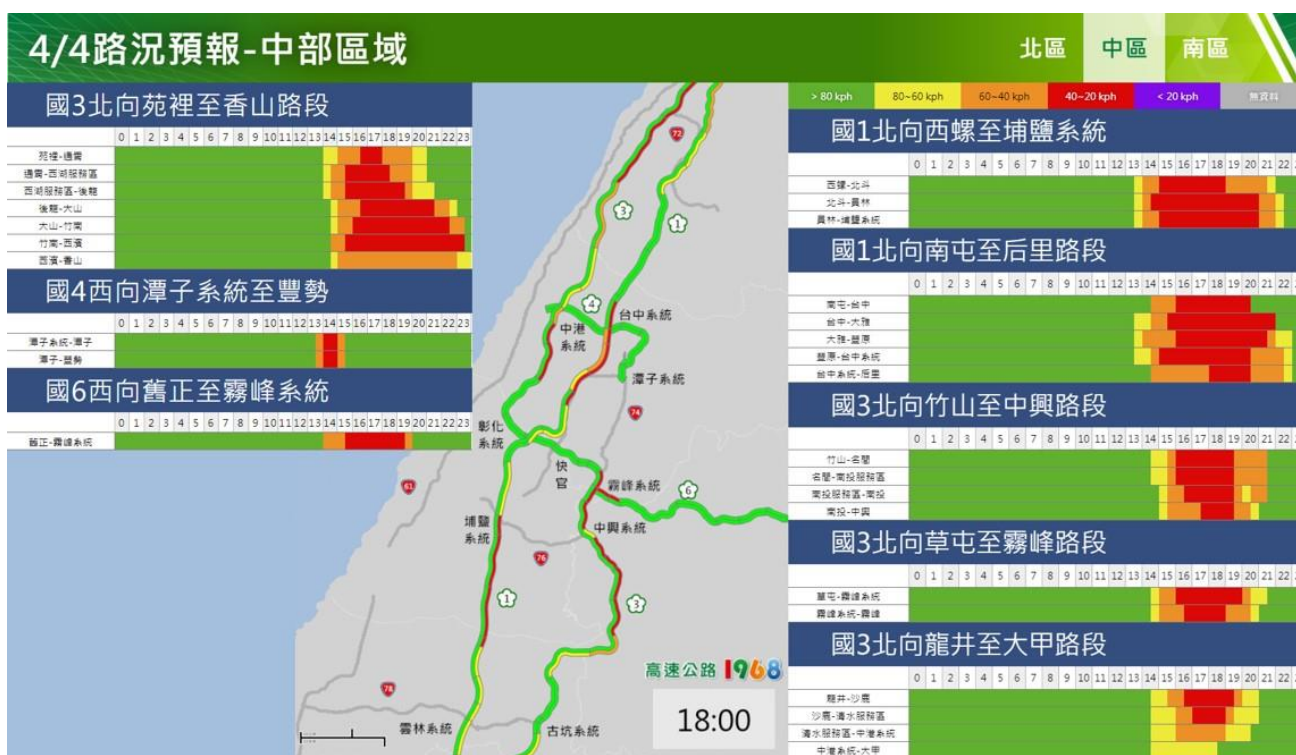 4/4路況預報-中部區域
北區 中區 南區
國3北向苑裡至香山路段
0 1 2 3 4 5 6 7 8 9 10 11 12 13 14 15 16 17 18 19 20 21 22 23
苑裡-通霄
通霄-西湖服務區
西湖服務區-後龍
後龍-大山
大山-竹南
竹南-西濱
西濱-香山
國4西向潭子系統至豐勢
0 1 2 3 4 5 6 7 8 9 10 11 12 13 14 15 16 17 18 19 20 21 22 23
潭子系統-潭子
潭子-豐勢
國6西向舊正至霧峰系統
0 1 2 3 4 5 6 7 8 9 10 11 12 13 14 15 16 17 18 19 20 21 22 23
舊正-霧峰系統
72
3
1
4
台中系統
中港系統
潭子系統
74
彰化系統
快官
霧峰系統
6
61
埔鹽系統
中興系統
76
1
3
78
雲林系統
古坑系統
高速公路1968
18:00
> 80 kph 80~60 kph 60~40 kph 40~20 kph < 20 kph 無資料
國1北向西螺至埔鹽系統
0 1 2 3 4 5 6 7 8 9 10 11 12 13 14 15 16 17 18 19 20 21 22
西螺-北斗
北斗-員林
員林-埔鹽系統
國1北向南屯至后里路段
0 1 2 3 4 5 6 7 8 9 10 11 12 13 14 15 16 17 18 19 20 21 22
南屯-台中
台中-大雅
大雅-豐原
豐原-台中系統
台中系統-后里
國3北向竹山至中興路段
0 1 2 3 4 5 6 7 8 9 10 11 12 13 14 15 16 17 18 19 20 21 22
竹山-名間
名間-南投服務區
南投服務區-南投
南投-中興
國3北向草屯至霧峰路段
0 1 2 3 4 5 6 7 8 9 10 11 12 13 14 15 16 17 18 19 20 21 22
草屯-霧峰系統
霧峰系統-霧峰
國3北向龍井至大甲路段
0 1 2 3 4 5 6 7 8 9 10 11 12 13 14 15 16 17 18 19 20 21 22
龍井-沙鹿
沙鹿-清水服務區
清水服務區-中港系統
中港系統-大甲